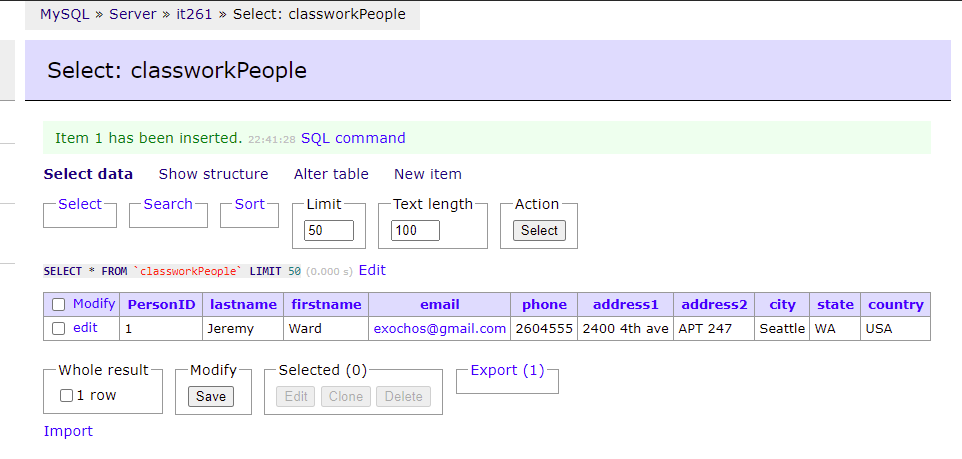 MySQL » Server » it261 » Select: classworkPeople
Select: classworkPeople
Item 1 has been inserted. 22:41:28 SQL command
Select data Show structure Alter table New item
Select Search Sort Limit Text length Action
50 100 Select
SELECT * FROM `classworkPeople` LIMIT 50 (0.000 s) Edit
Modify PersonID lastname firstname email phone address1 address2 city state country
edit 1 Jeremy Ward exochos@gmail.com 2604555 2400 4th ave APT 247 Seattle WA USA
Whole result Modify Selected (0) Export (1)
1 row Save Edit Clone Delete
Import